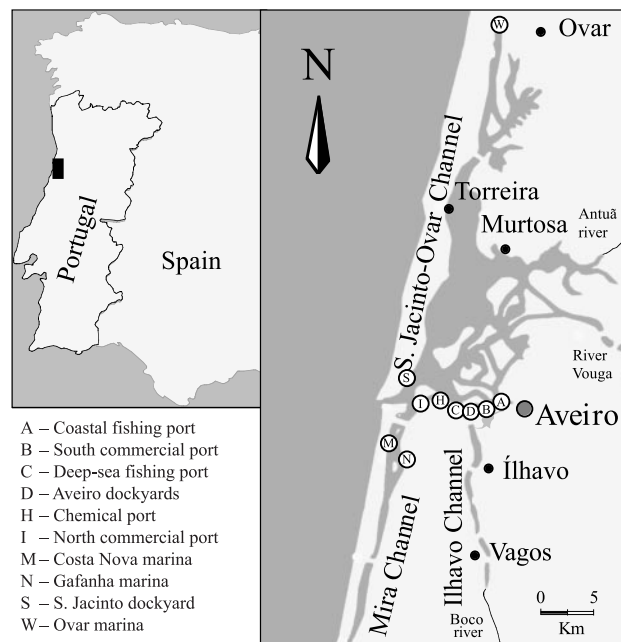 Portugal
Spain
A – Coastal fishing port
B – South commercial port
C – Deep-sea fishing port
D – Aveiro dockyards
H – Chemical port
I – North commercial port
M – Costa Nova marina
N – Gafanha marina
S – S. Jacinto dockyard
W – Ovar marina
W
Ovar
N
S. Jacinto-Ovar Channel
Torreira
Murtosa
Antuã
river
River
Vouga
S
I
H
C
D
B
A
Aveiro
M
N
Ílhavo
Mira Channel
Ilhavo Channel
Vagos
Boco
river
0 5
Km